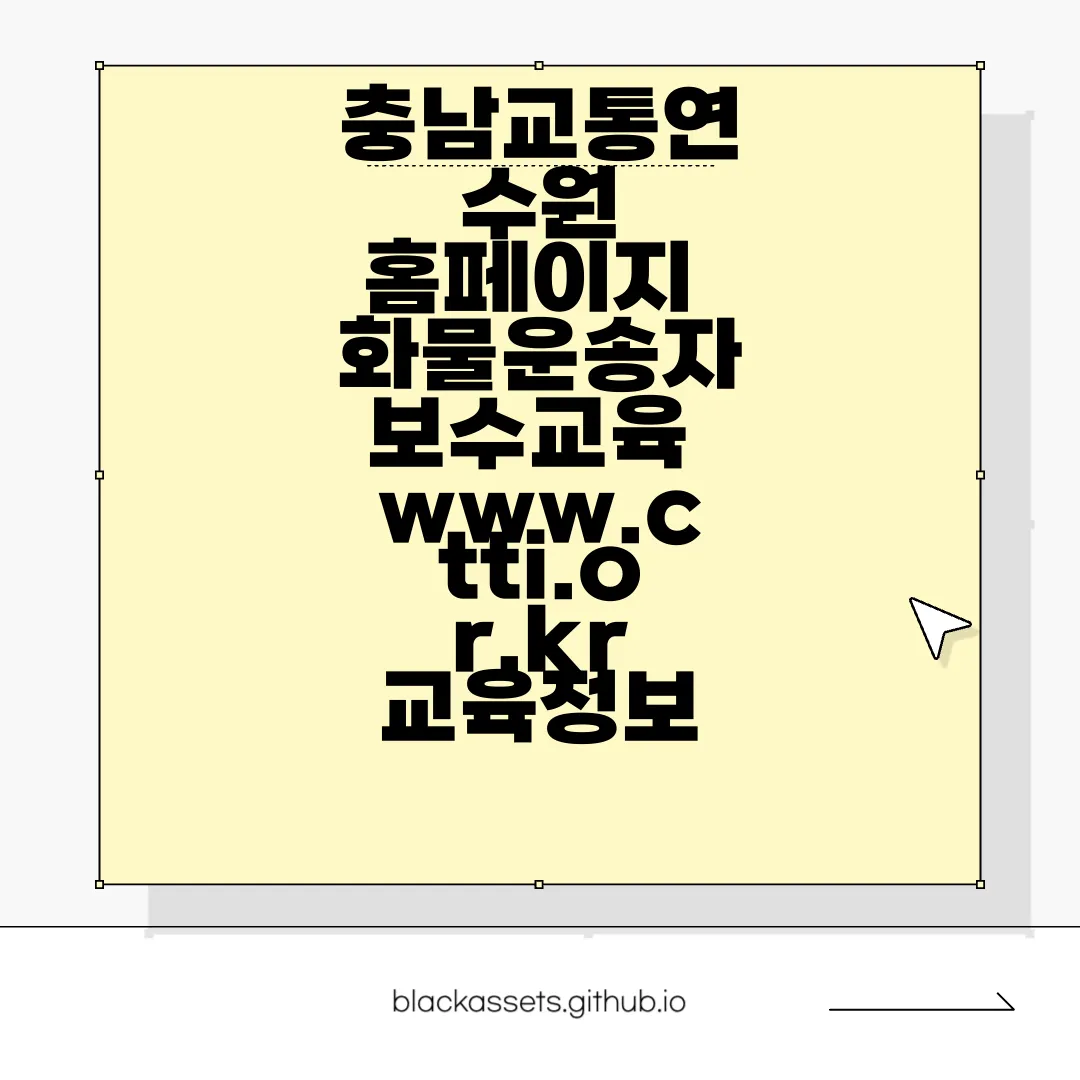 충남교통연
수원
홈페이지
화물운송자
보수교육
www.c
tti.o
r.kr
교육정보
blackassets.github.io